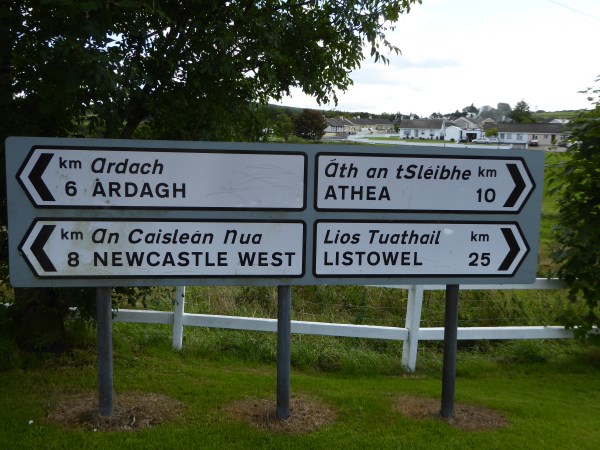 km Ardach
6 ARDAGH
Áth an tSléibhe km
ATHEA 10
km An Caisleán Nua
8 NEWCASTLE WEST
Lios Tuathail km
LISTOWEL 25